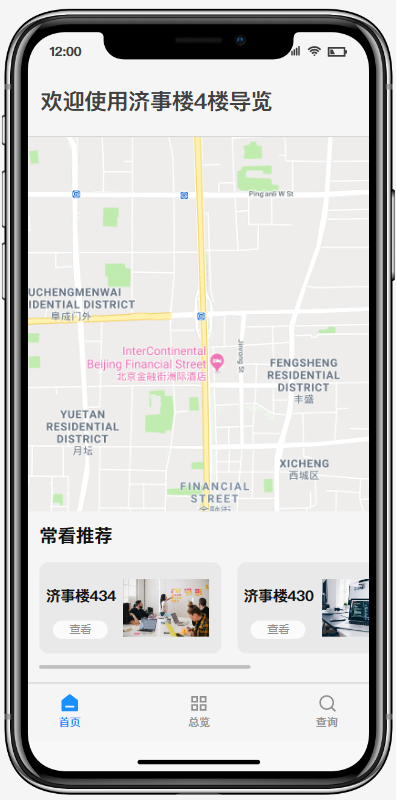 12:00
欢迎使用济事楼4楼导览
Ping'anli W St
UCHENGMENWAI
IDENTIAL DISTRICT
阜成门外
InterContinental
Beijing Financial Street
北京金融街洲际酒店
Jinrong St
FENGSHENG
RESIDENTIAL
DISTRICT
丰盛
YUETAN
RESIDENTIAL
DISTRICT
月坛
XICHENG
西城区
FINANCIAL
STREET
金融街
常看推荐
济事楼434
查看
济事楼430
查看
首页
总览
查询